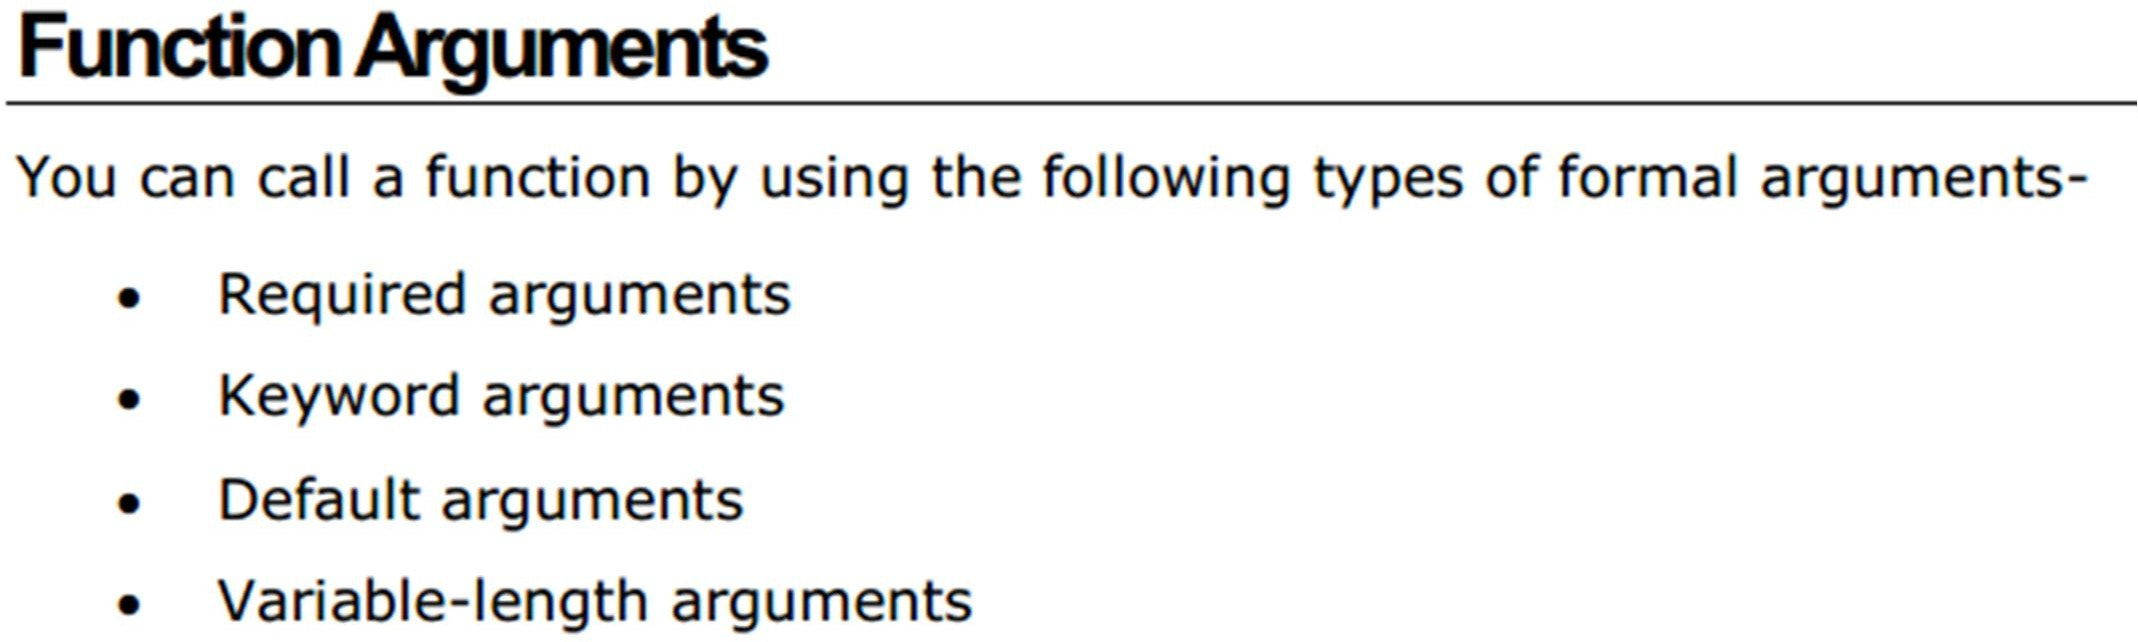 Function Arguments
You can call a function by using the following types of formal arguments-
• Required arguments
• Keyword arguments
• Default arguments
• Variable-length arguments